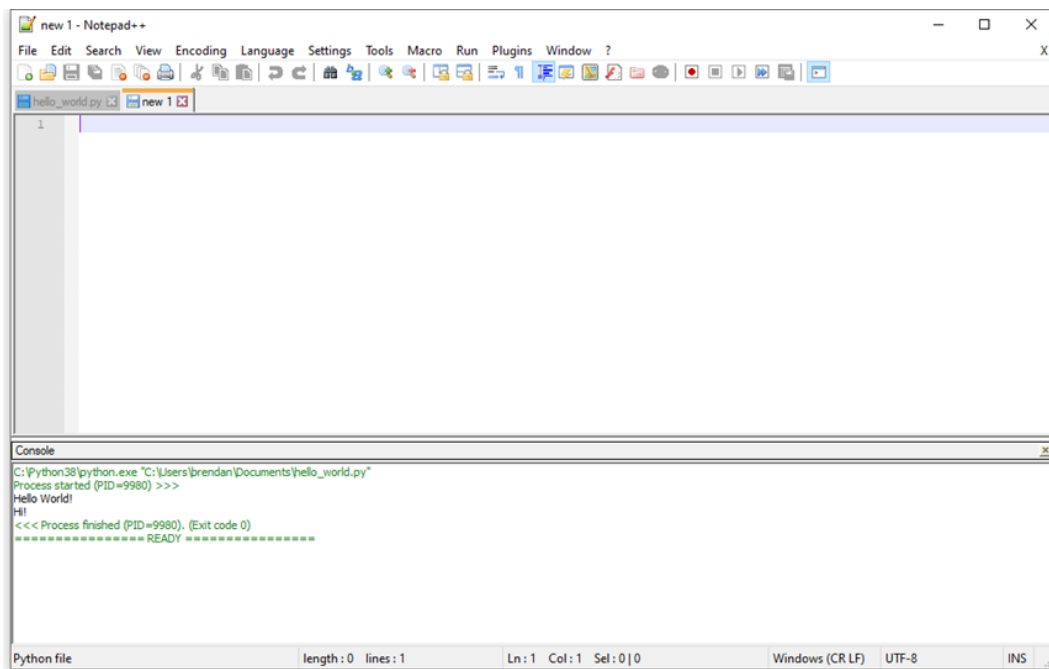 new 1 - Notepad++
File Edit Search View Encoding Language Settings Tools Macro Run Plugins Window ? X
hello_world.py new 1
1
Console
C:\Python38\python.exe "C:\Users\brendan\Documents\hello_world.py"
Process started (PID=9980) >>>
Hello World!
Hi!
<<< Process finished (PID=9980). (Exit code 0)
================ READY ================
Python file length : 0 lines : 1 Ln : 1 Col : 1 Sel : 0 | 0 Windows (CR LF) UTF-8 INS